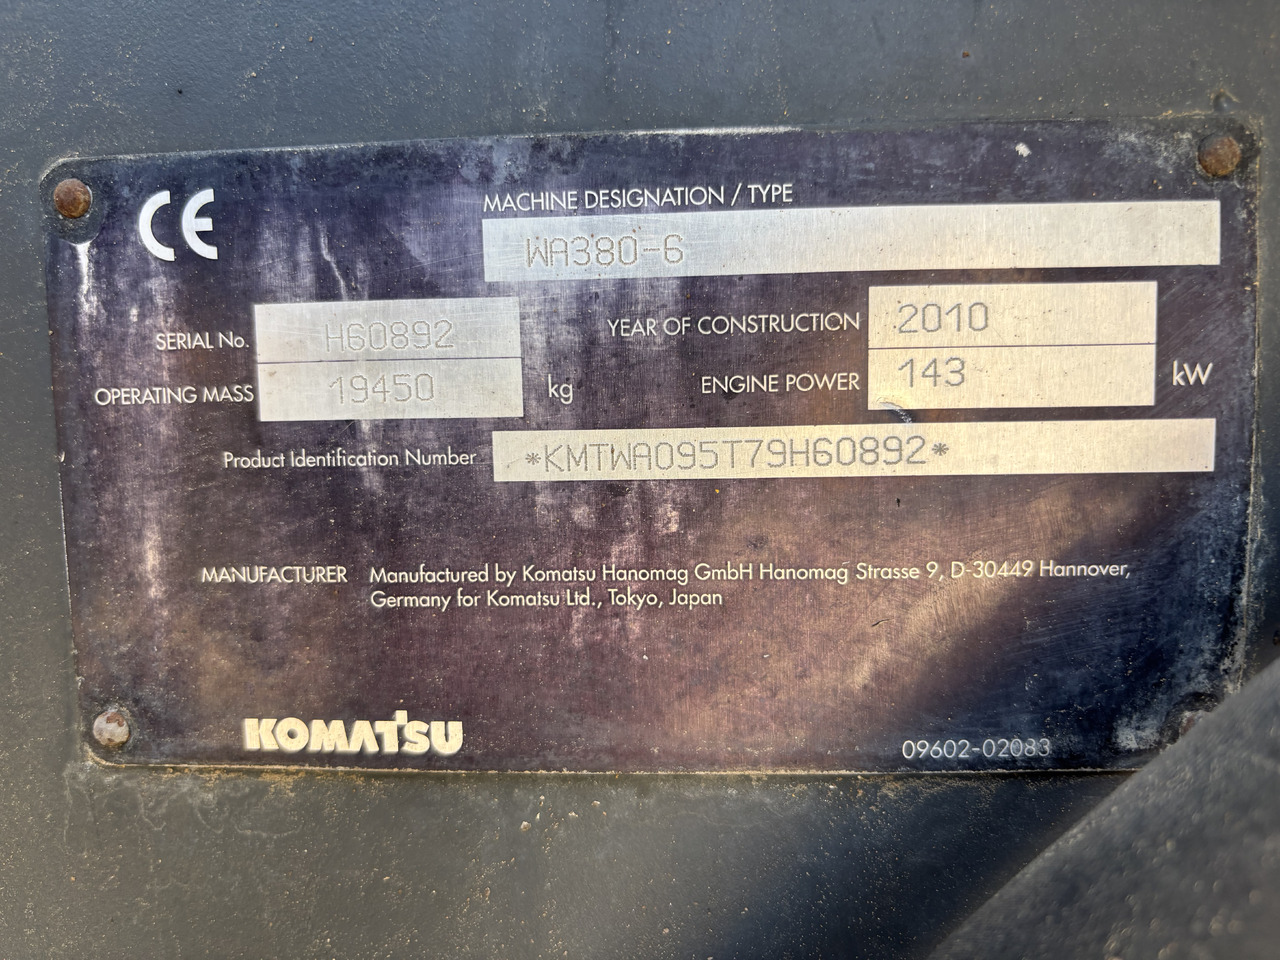 CE
MACHINE DESIGNATION / TYPE
WA380-6
SERIAL No. H60892
YEAR OF CONSTRUCTION 2010
OPERATING MASS 19450 kg
ENGINE POWER 143 kW
Product Identification Number *KMTWA095T79H60892*
MANUFACTURER Manufactured by Komatsu Hanomag GmbH Hanomag Strasse 9, D-30449 Hannover,
Germany for Komatsu Ltd., Tokyo, Japan
KOMATSU
09602-02083